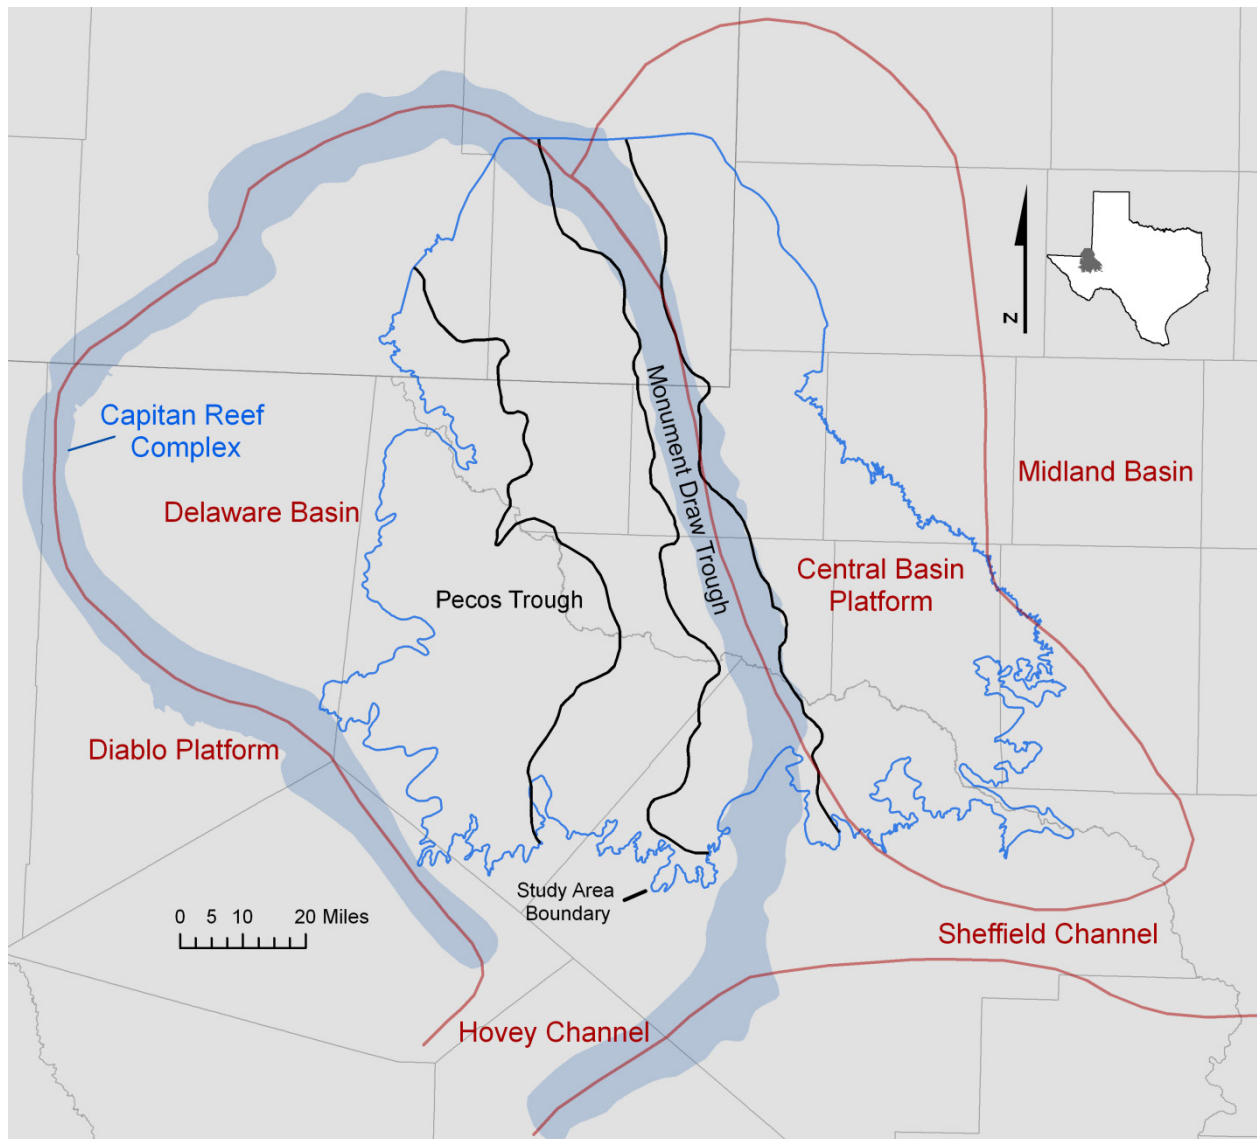 N
Capitan Reef
Complex
Monument Draw Trough
Midland Basin
Delaware Basin
Central Basin
Platform
Pecos Trough
Diablo Platform
Study Area
Boundary
0 5 10 20 Miles
Sheffield Channel
Hovey Channel